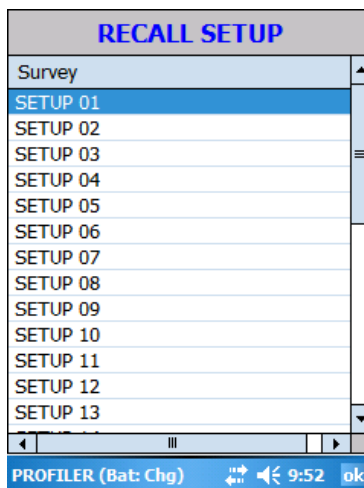 RECALL SETUP
Survey
SETUP 01
SETUP 02
SETUP 03
SETUP 04
SETUP 05
SETUP 06
SETUP 07
SETUP 08
SETUP 09
SETUP 10
SETUP 11
SETUP 12
SETUP 13
PROFILER (Bat: Chg) 9:52 ok